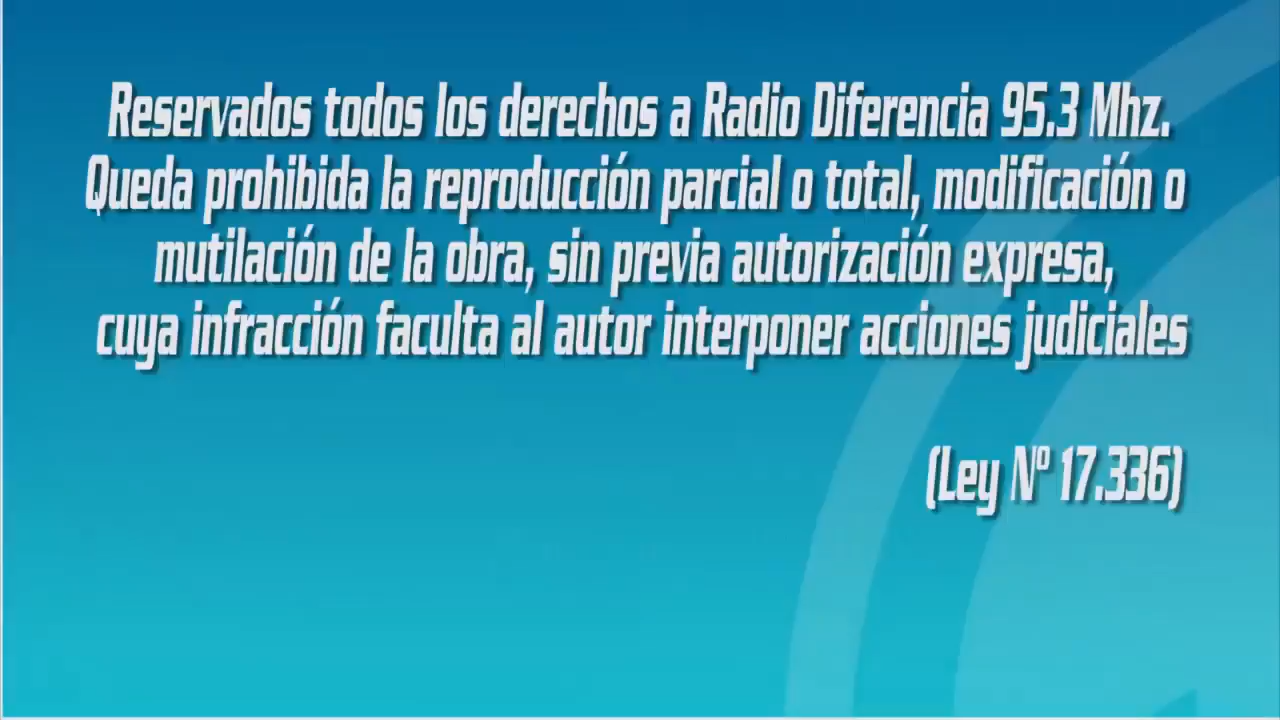 Reservados todos los derechos a Radio Diferencia 95.3 Mhz.
Queda prohibida la reproducción parcial o total, modificación o
mutilación de la obra, sin previa autorización expresa,
cuya infracción faculta al autor interponer acciones judiciales
(Ley Nº 17.336)